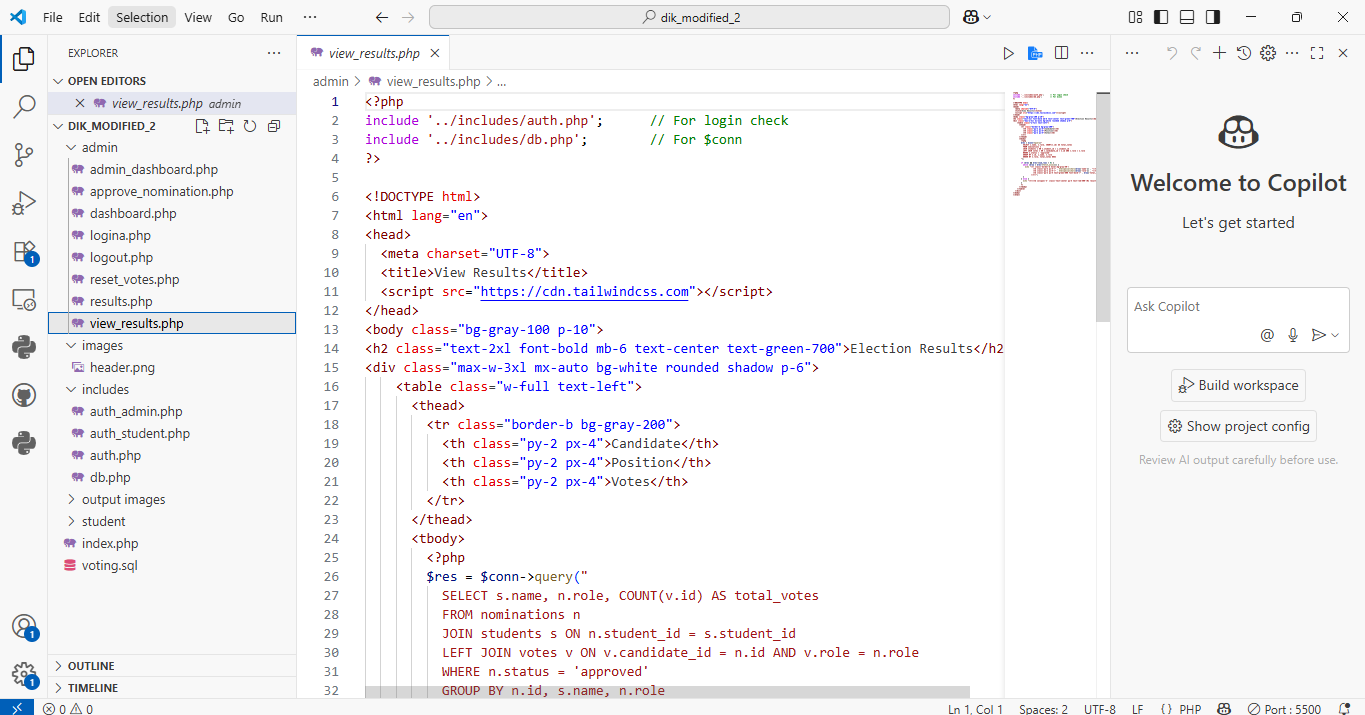 File Edit Selection View Go Run ··· dik_modified_2
EXPLORER ···
OPEN EDITORS
view_results.php admin
DIK_MODIFIED_2
admin
admin_dashboard.php
approve_nomination.php
dashboard.php
logina.php
logout.php
reset_votes.php
results.php
view_results.php
images
header.png
includes
auth_admin.php
auth_student.php
auth.php
db.php
output images
student
index.php
voting.sql
OUTLINE
TIMELINE
1
1
1
view_results.php
admin > view_results.php > ...
1 <?php
2 include '../includes/auth.php';      // For login check
3 include '../includes/db.php';        // For $conn
4 ?>
5
6 <!DOCTYPE html>
7 <html lang="en">
8 <head>
9   <meta charset="UTF-8">
10   <title>View Results</title>
11   <script src="https://cdn.tailwindcss.com"></script>
12 </head>
13 <body class="bg-gray-100 p-10">
14 <h2 class="text-2xl font-bold mb-6 text-center text-green-700">Election Results</h2
15 <div class="max-w-3xl mx-auto bg-white rounded shadow p-6">
16     <table class="w-full text-left">
17       <thead>
18         <tr class="border-b bg-gray-200">
19           <th class="py-2 px-4">Candidate</th>
20           <th class="py-2 px-4">Position</th>
21           <th class="py-2 px-4">Votes</th>
22         </tr>
23       </thead>
24       <tbody>
25         <?php
26         $res = $conn->query("
27           SELECT s.name, n.role, COUNT(v.id) AS total_votes
28           FROM nominations n
29           JOIN students s ON n.student_id = s.student_id
30           LEFT JOIN votes v ON v.candidate_id = n.id AND v.role = n.role
31           WHERE n.status = 'approved'
32           GROUP BY n.id, s.name, n.role
Welcome to Copilot
Let's get started
Ask Copilot
@
Build workspace
Show project config
Review AI output carefully before use.
0 0 Ln 1, Col 1 Spaces: 2 UTF-8 LF {} PHP Port : 5500